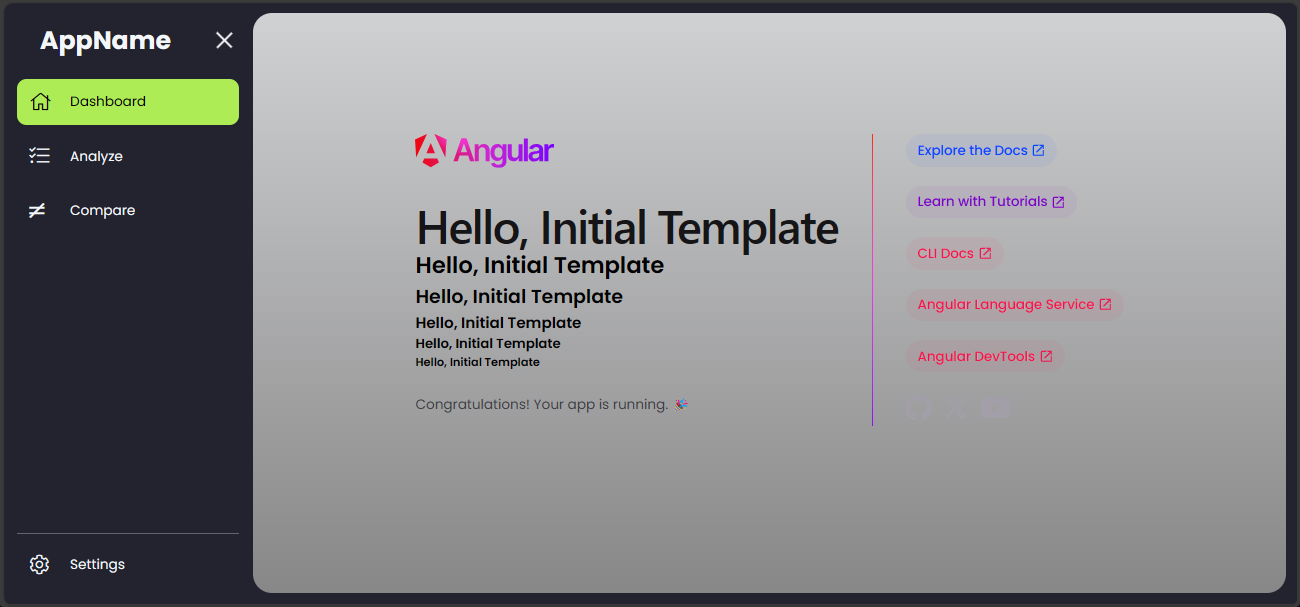 AppName
Dashboard
Analyze
Compare
Settings
Angular
Hello, Initial Template
Hello, Initial Template
Hello, Initial Template
Hello, Initial Template
Hello, Initial Template
Hello, Initial Template
Congratulations! Your app is running. 🎉
Explore the Docs
Learn with Tutorials
CLI Docs
Angular Language Service
Angular DevTools